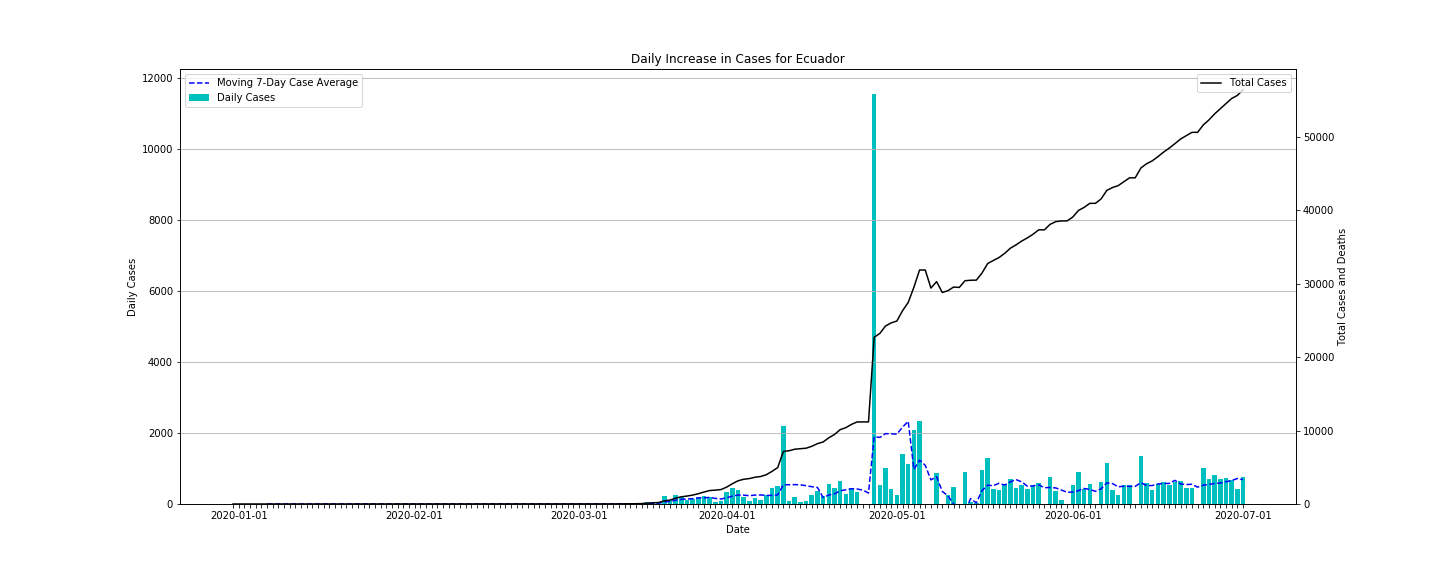 Daily Increase in Cases for Ecuador
Moving 7-Day Case Average
Daily Cases
Total Cases
12000
10000
8000
6000
4000
2000
0
Daily Cases
50000
40000
30000
20000
10000
0
Total Cases and Deaths
2020-01-01 2020-02-01 2020-03-01 2020-04-01 2020-05-01 2020-06-01 2020-07-01
Date